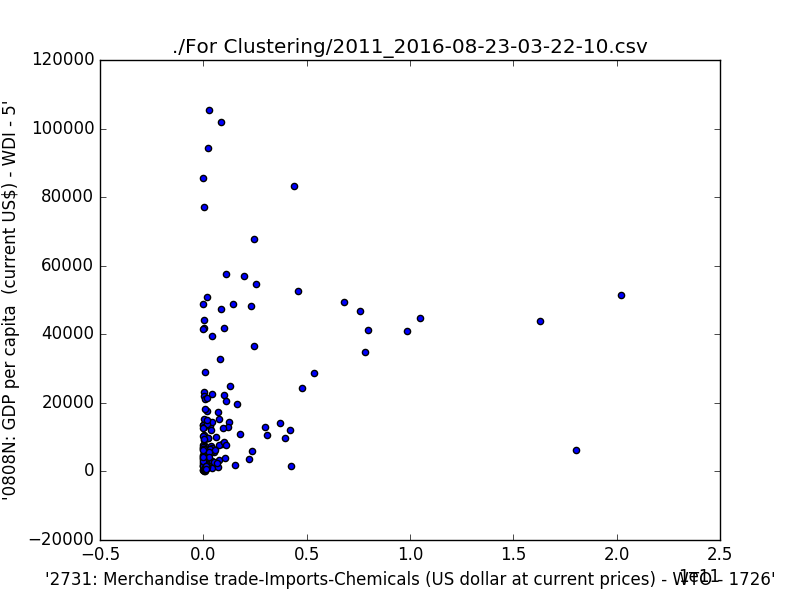 ./For Clustering/2011_2016-08-23-03-22-10.csv
120000
100000
80000
60000
40000
20000
0
−20000
'0808N: GDP per capita  (current US$) - WDI - 5'
−0.5 0.0 0.5 1.0 1.5 2.0 2.5
1e11
'2731: Merchandise trade-Imports-Chemicals (US dollar at current prices) - WTO - 1726'